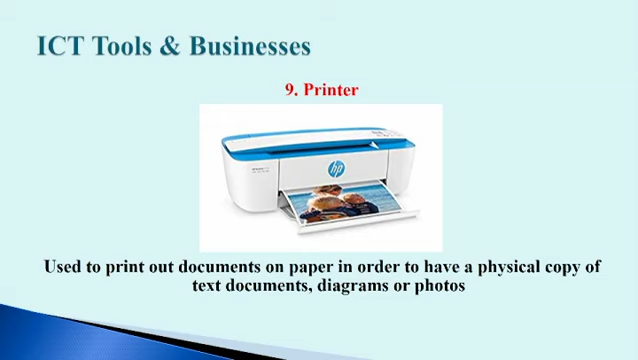 ICT Tools & Businesses
9. Printer
hp
Used to print out documents on paper in order to have a physical copy of
text documents, diagrams or photos